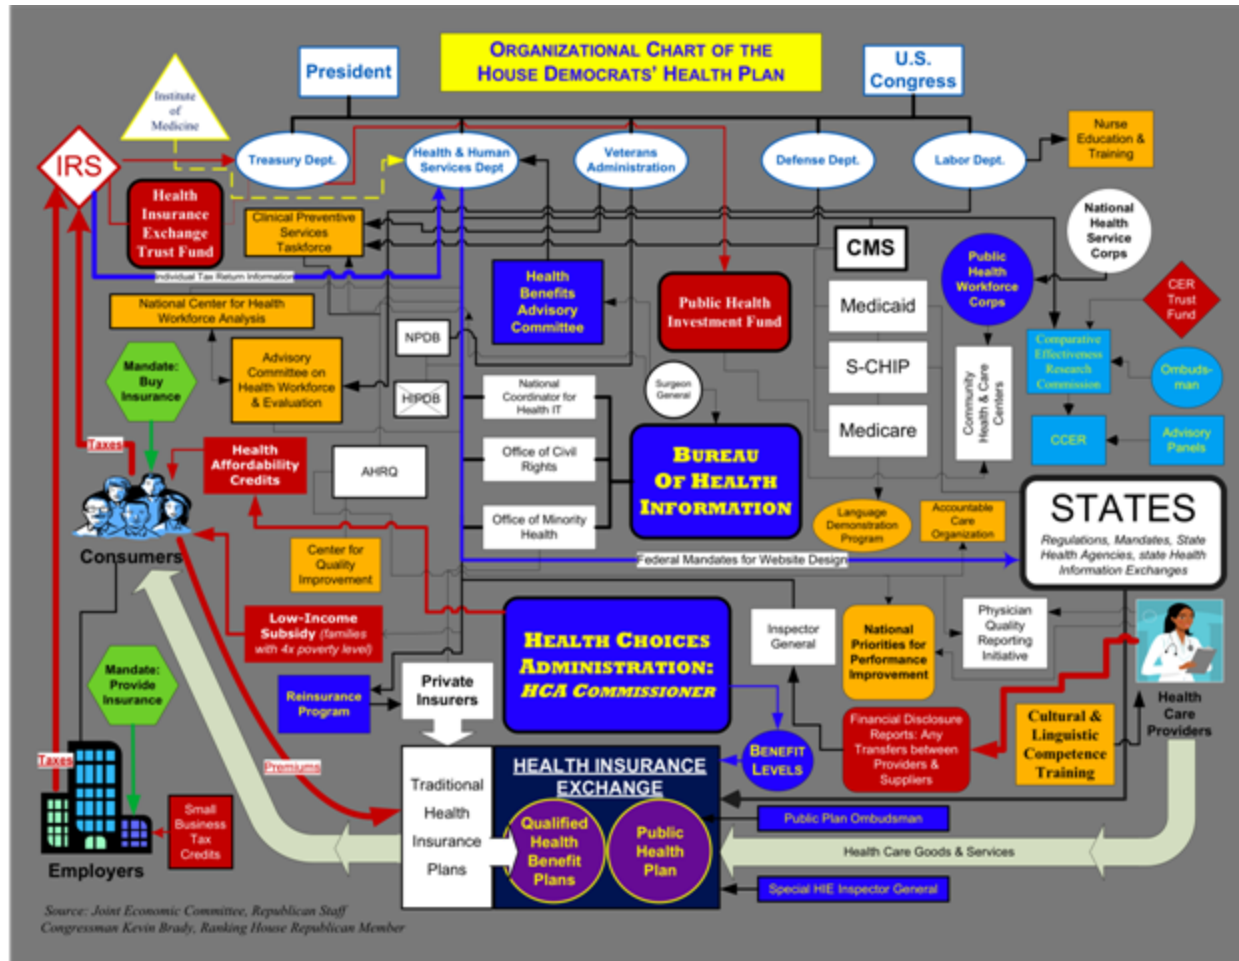 ORGANIZATIONAL CHART OF THE
HOUSE DEMOCRATS' HEALTH PLAN
President
U.S.
Congress
Institute
of
Medicine
IRS
Treasury Dept.
Health & Human
Services Dept
Veterans
Administration
Defense Dept.
Labor Dept.
Nurse
Education &
Training
Health
Insurance
Exchange
Trust Fund
Clinical Preventive
Services
Taskforce
CMS
National
Health
Service
Corps
Individual Tax Return Information
Health
Benefits
Advisory
Committee
Public Health
Investment Fund
Public
Health
Workforce
Corps
CER
Trust
Fund
National Center for Health
Workforce Analysis
Medicaid
NPDB
Comparative
Effectiveness
Research
Commission
Mandate:
Buy
Insurance
Advisory
Committee on
Health Workforce
& Evaluation
S-CHIP
Ombuds-
man
HIPDB
National
Coordinator for
Health IT
Surgeon
General
Community
Health & Care
Centers
Medicare
Taxes
Health
Affordability
Credits
AHRQ
Office of Civil
Rights
BUREAU
OF HEALTH
INFORMATION
CCER
Advisory
Panels
Consumers
Office of Minority
Health
Language
Demonstration
Program
Accountable
Care
Organization
STATES
Regulations, Mandates, State
Health Agencies, state Health
Information Exchanges
Center for
Quality
Improvement
Federal Mandates for Website Design
Low-Income
Subsidy (families
with 4x poverty level)
HEALTH CHOICES
ADMINISTRATION:
HCA COMMISSIONER
Inspector
General
National
Priorities for
Performance
Improvement
Physician
Quality
Reporting
Initiative
Mandate:
Provide
Insurance
Reinsurance
Program
Private
Insurers
Health
Care
Providers
Financial Disclosure
Reports: Any
Transfers between
Providers &
Suppliers
Cultural &
Linguistic
Competence
Training
Taxes
Premiums
BENEFIT
LEVELS
Traditional
Health
Insurance
Plans
HEALTH INSURANCE
EXCHANGE
Qualified
Health
Benefit
Plans
Public
Health
Plan
Public Plan Ombudsman
Small
Business
Tax
Credits
Health Care Goods & Services
Employers
Special HIE Inspector General
Source: Joint Economic Committee, Republican Staff
Congressman Kevin Brady, Ranking House Republican Member